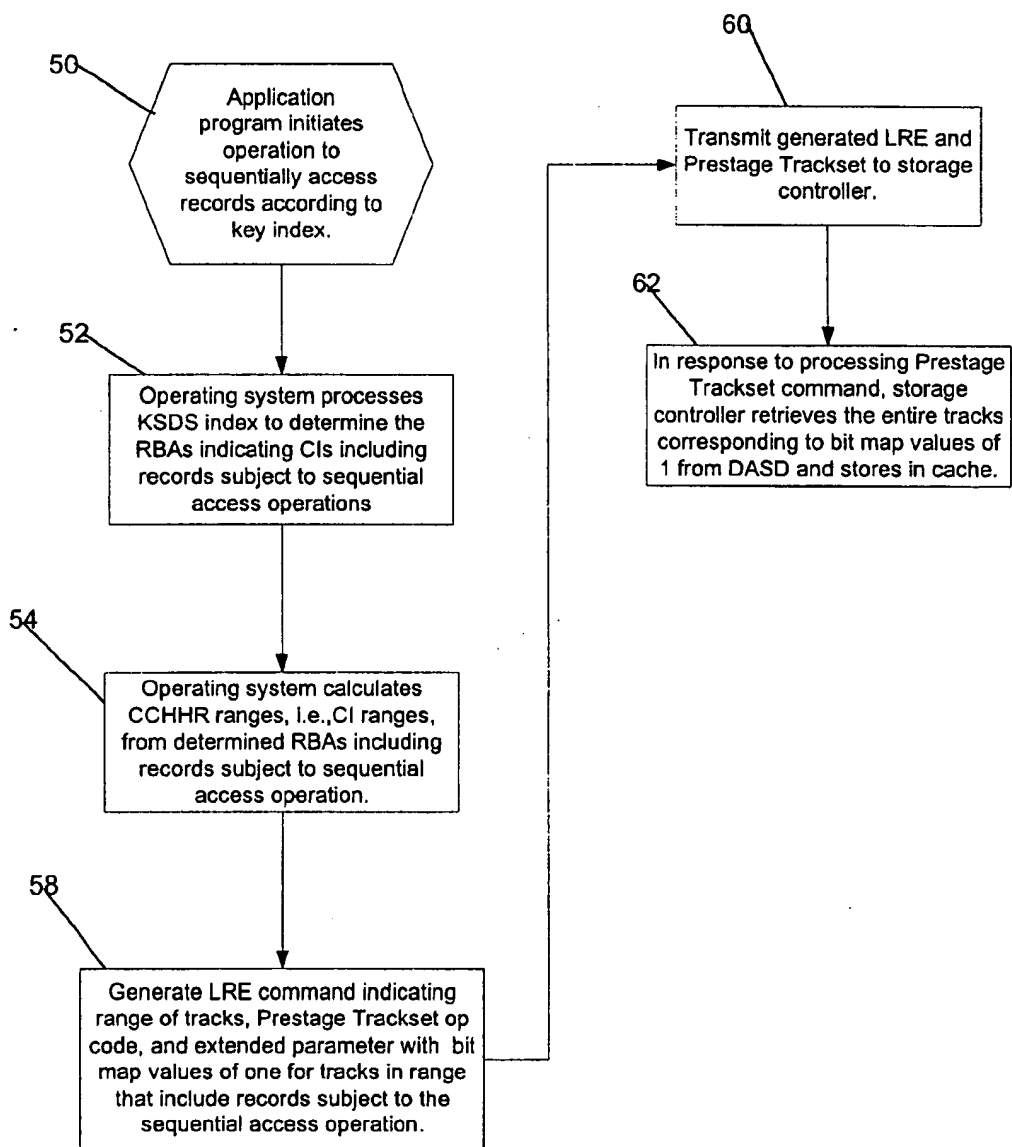 50
Application
program initiates
operation to
sequentially access
records according to
key index.
52
Operating system processes
KSDS index to determine the
RBAs indicating CIs including
records subject to sequential
access operations
54
Operating system calculates
CCHHR ranges, i.e.,CI ranges,
from determined RBAs including
records subject to sequential
access operation.
58
Generate LRE command indicating
range of tracks, Prestage Trackset op
code, and extended parameter with bit
map values of one for tracks in range
that include records subject to the
sequential access operation.
60
Transmit generated LRE and
Prestage Trackset to storage
controller.
62
In response to processing Prestage
Trackset command, storage
controller retrieves the entire tracks
corresponding to bit map values of
1 from DASD and stores in cache.